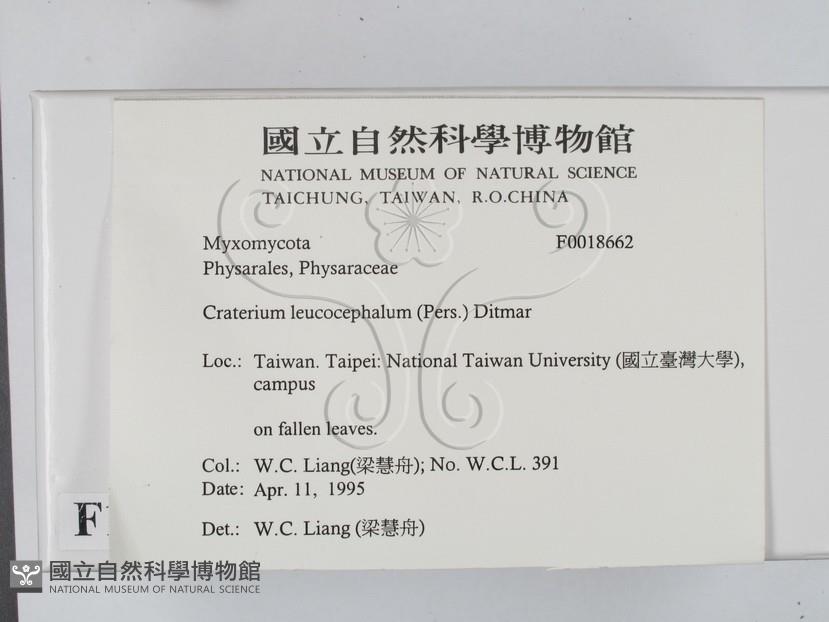 國立自然科學博物館
NATIONAL MUSEUM OF NATURAL SCIENCE
TAICHUNG, TAIWAN, R.O.CHINA
Myxomycota F0018662
Physarales, Physaraceae
Craterium leucocephalum (Pers.) Ditmar
Loc.: Taiwan. Taipei: National Taiwan University (國立臺灣大學),
campus
on fallen leaves.
Col.: W.C. Liang(梁慧舟); No. W.C.L. 391
Date: Apr. 11, 1995
Det.: W.C. Liang (梁慧舟)
F
國立自然科學博物館
NATIONAL MUSEUM OF NATURAL SCIENCE